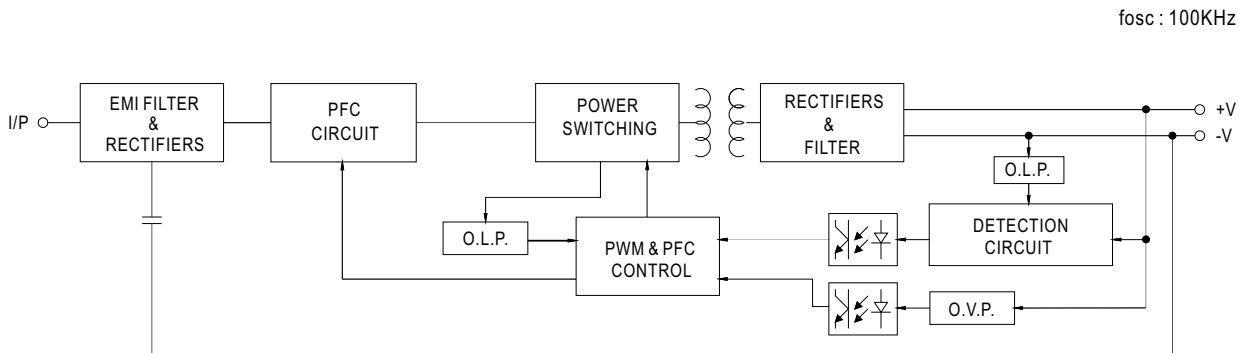 fosc : 100KHz
I/P
EMI FILTER
&
RECTIFIERS
PFC
CIRCUIT
POWER
SWITCHING
RECTIFIERS
&
FILTER
+V
-V
O.L.P.
O.L.P.
PWM & PFC
CONTROL
DETECTION
CIRCUIT
O.V.P.